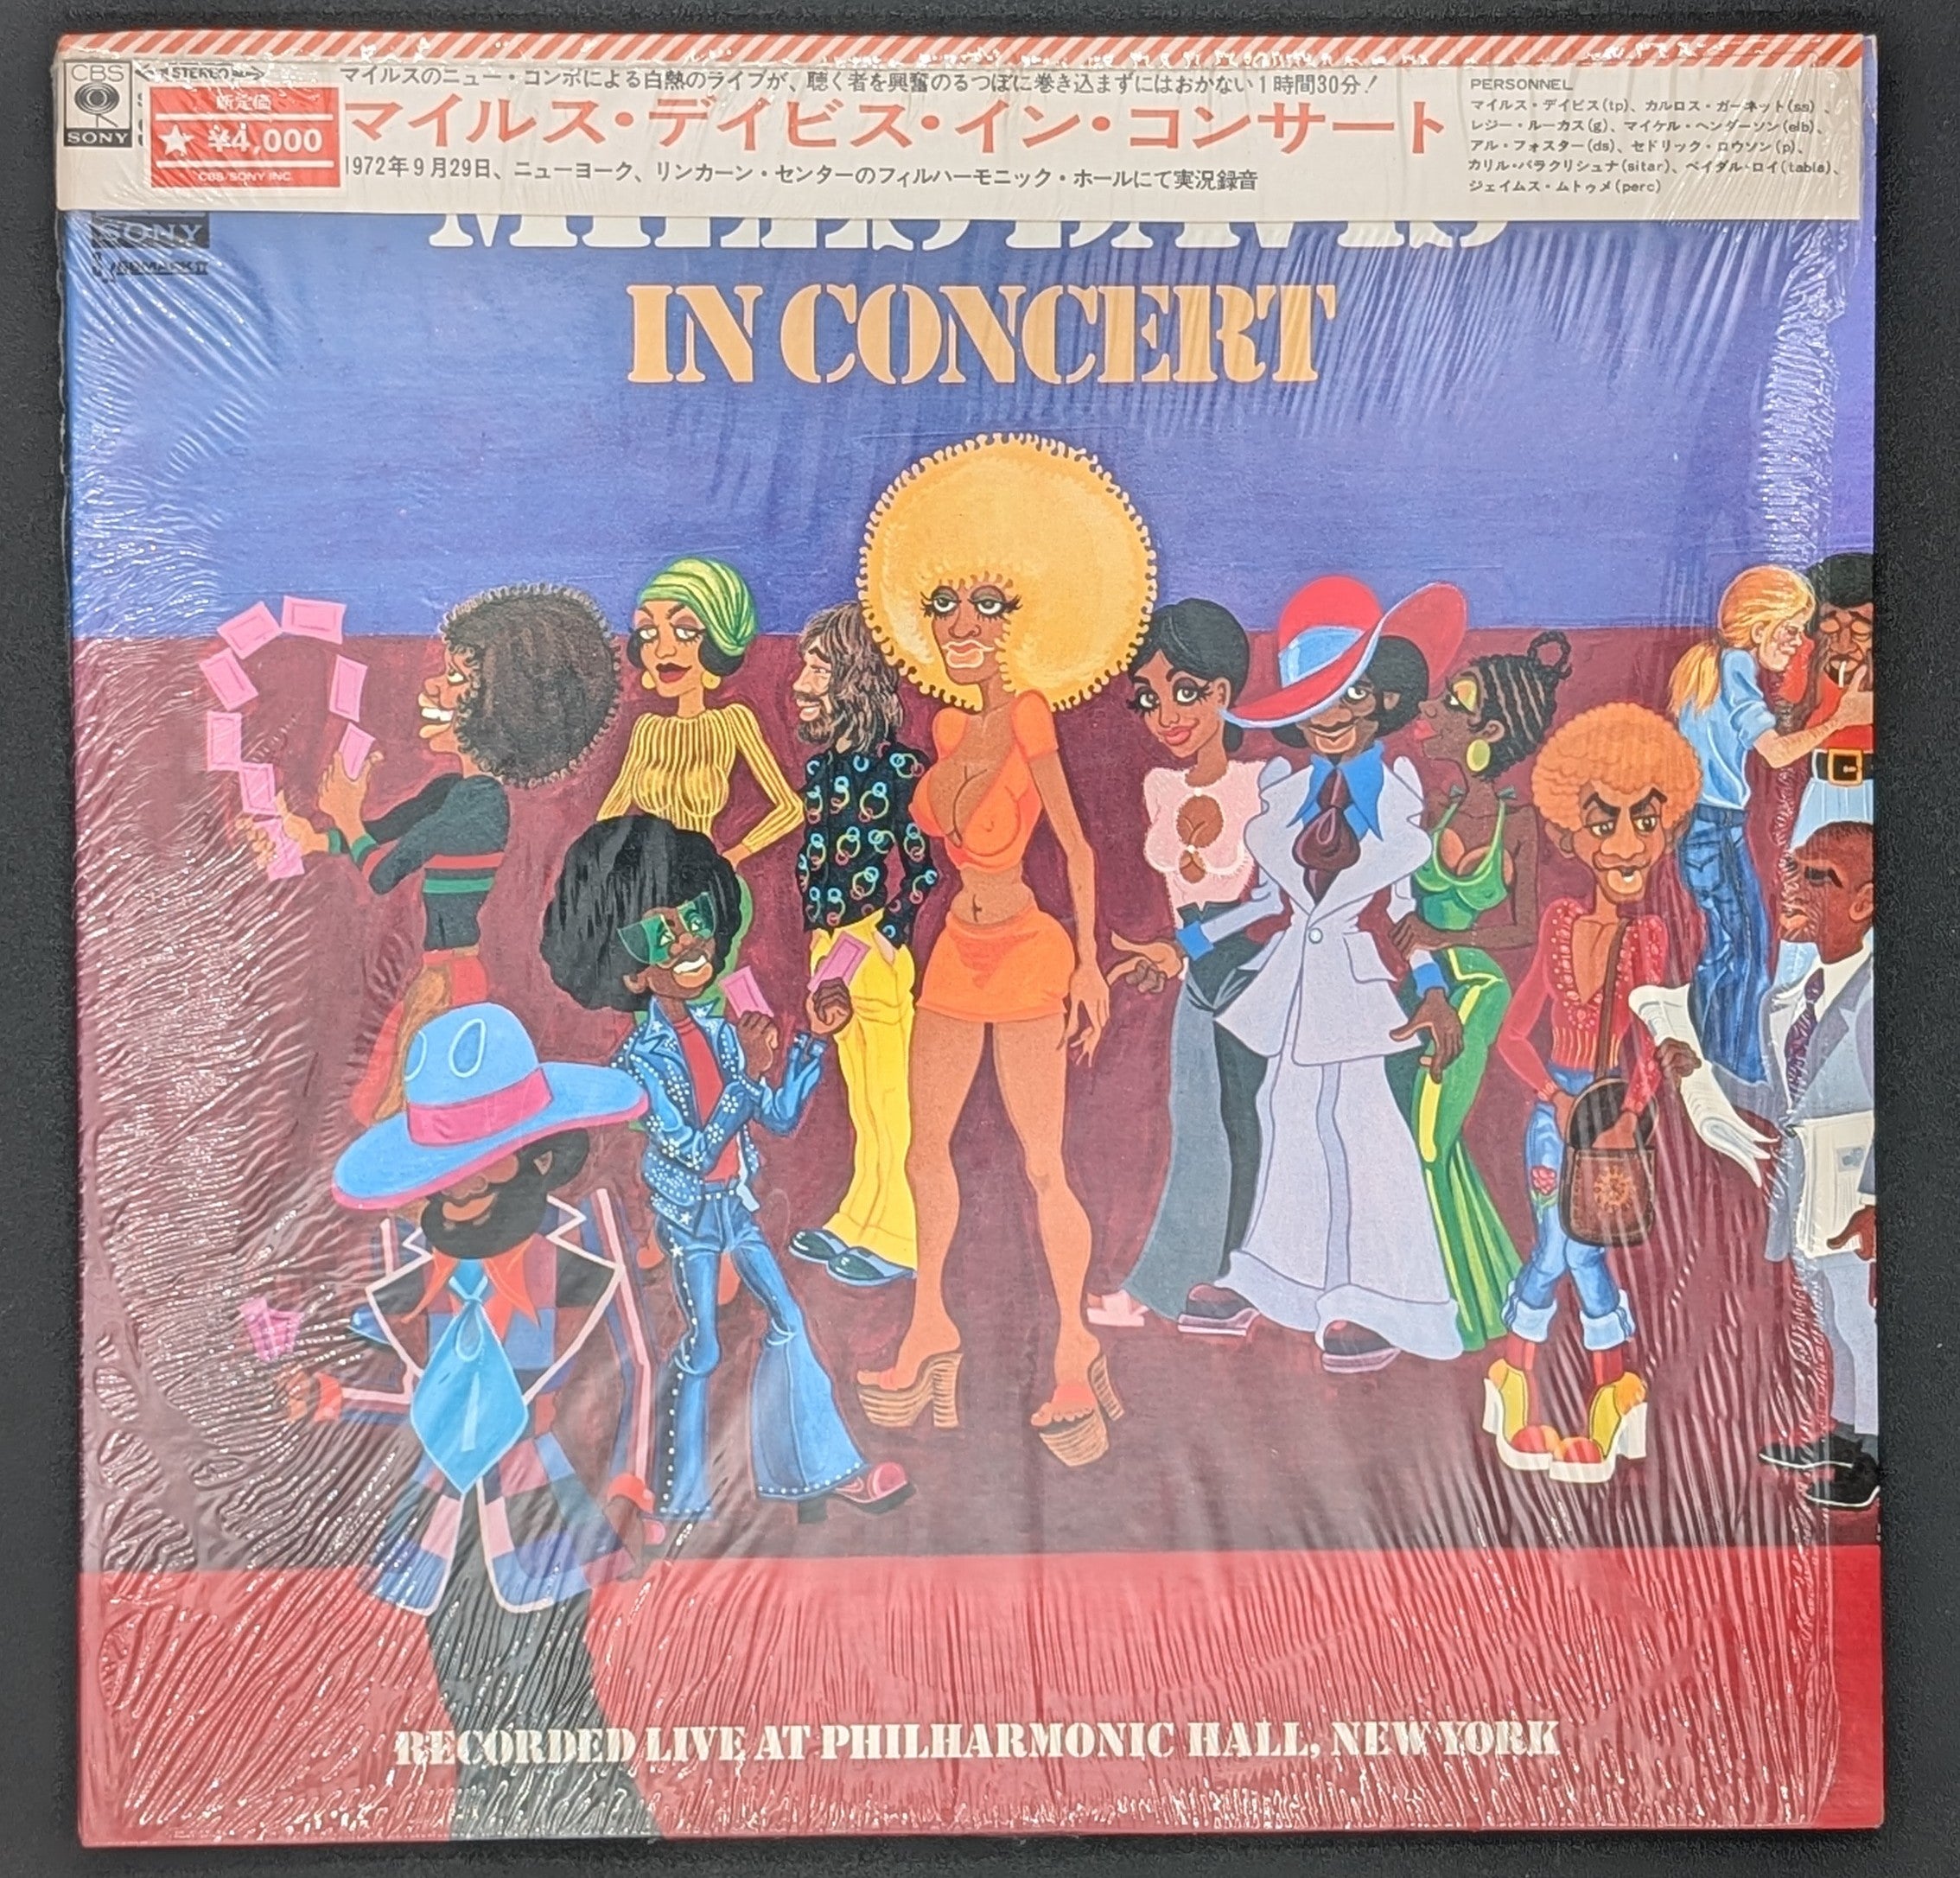 CBS
SONY
STEREO
新定価
★ ¥4,000
CBS/SONY INC.
マイルスのニュー・コンボによる白熱のライブが、聴く者を興奮のるつぼに巻き込まずにはおかない1時間30分！
マイルス・デイビス・イン・コンサート
1972年9月29日、ニューヨーク、リンカーン・センターのフィルハーモニック・ホールにて実況録音
PERSONNEL
マイルス・デイビス(tp)、カルロス・ガーネット(ss)、
レジー・ルーカス(g)、マイケル・ヘンダーソン(elb)、
アル・フォスター(ds)、セドリック・ロウソン(p)、
カリル・バラクリシュナ(sitar)、ベイダル・ロイ(tabla)、
ジェイムス・ムトゥメ(perc)
SONY
MILES DAVIS
IN CONCERT
RECORDED LIVE AT PHILHARMONIC HALL, NEW YORK